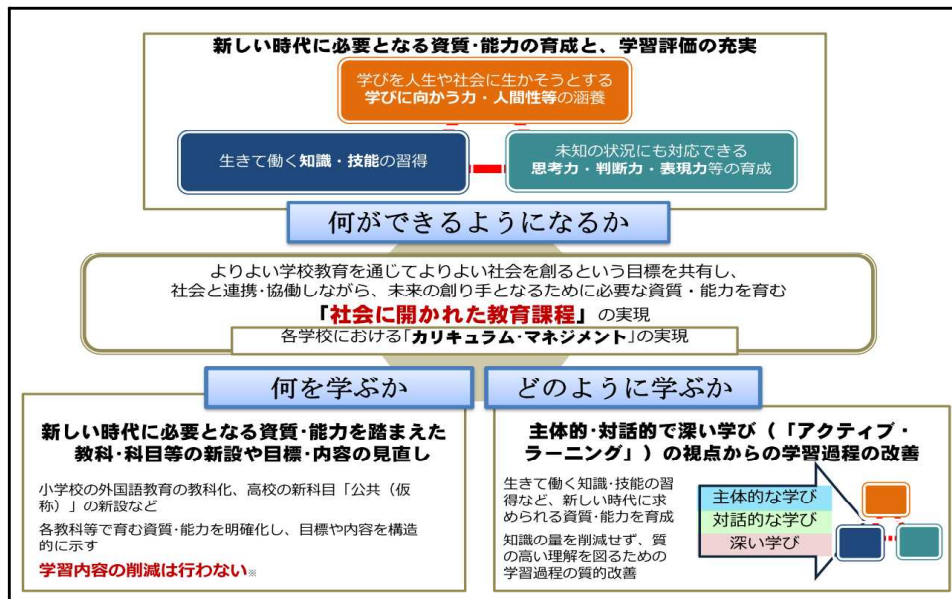 新しい時代に必要となる資質･能力の育成と、学習評価の充実
学びを人生や社会に生かそうとする
学びに向かう力・人間性等の涵養
生きて働く知識・技能の習得
未知の状況にも対応できる
思考力・判断力・表現力等の育成
何ができるようになるか
よりよい学校教育を通じてよりよい社会を創るという目標を共有し、
社会と連携･協働しながら、未来の創り手となるために必要な資質・能力を育む
「社会に開かれた教育課程」の実現
各学校における「カリキュラム･マネジメント」の実現
何を学ぶか
新しい時代に必要となる資質･能力を踏まえた
教科･科目等の新設や目標･内容の見直し
小学校の外国語教育の教科化、高校の新科目「公共（仮
称）」の新設など
各教科等で育む資質･能力を明確化し、目標や内容を構造
的に示す
学習内容の削減は行わない※
どのように学ぶか
主体的･対話的で深い学び（「アクティブ・
ラーニング」）の視点からの学習過程の改善
生きて働く知識･技能の習
得など、新しい時代に求
められる資質･能力を育成
知識の量を削減せず、質
の高い理解を図るための
学習過程の質的改善
主体的な学び
対話的な学び
深い学び